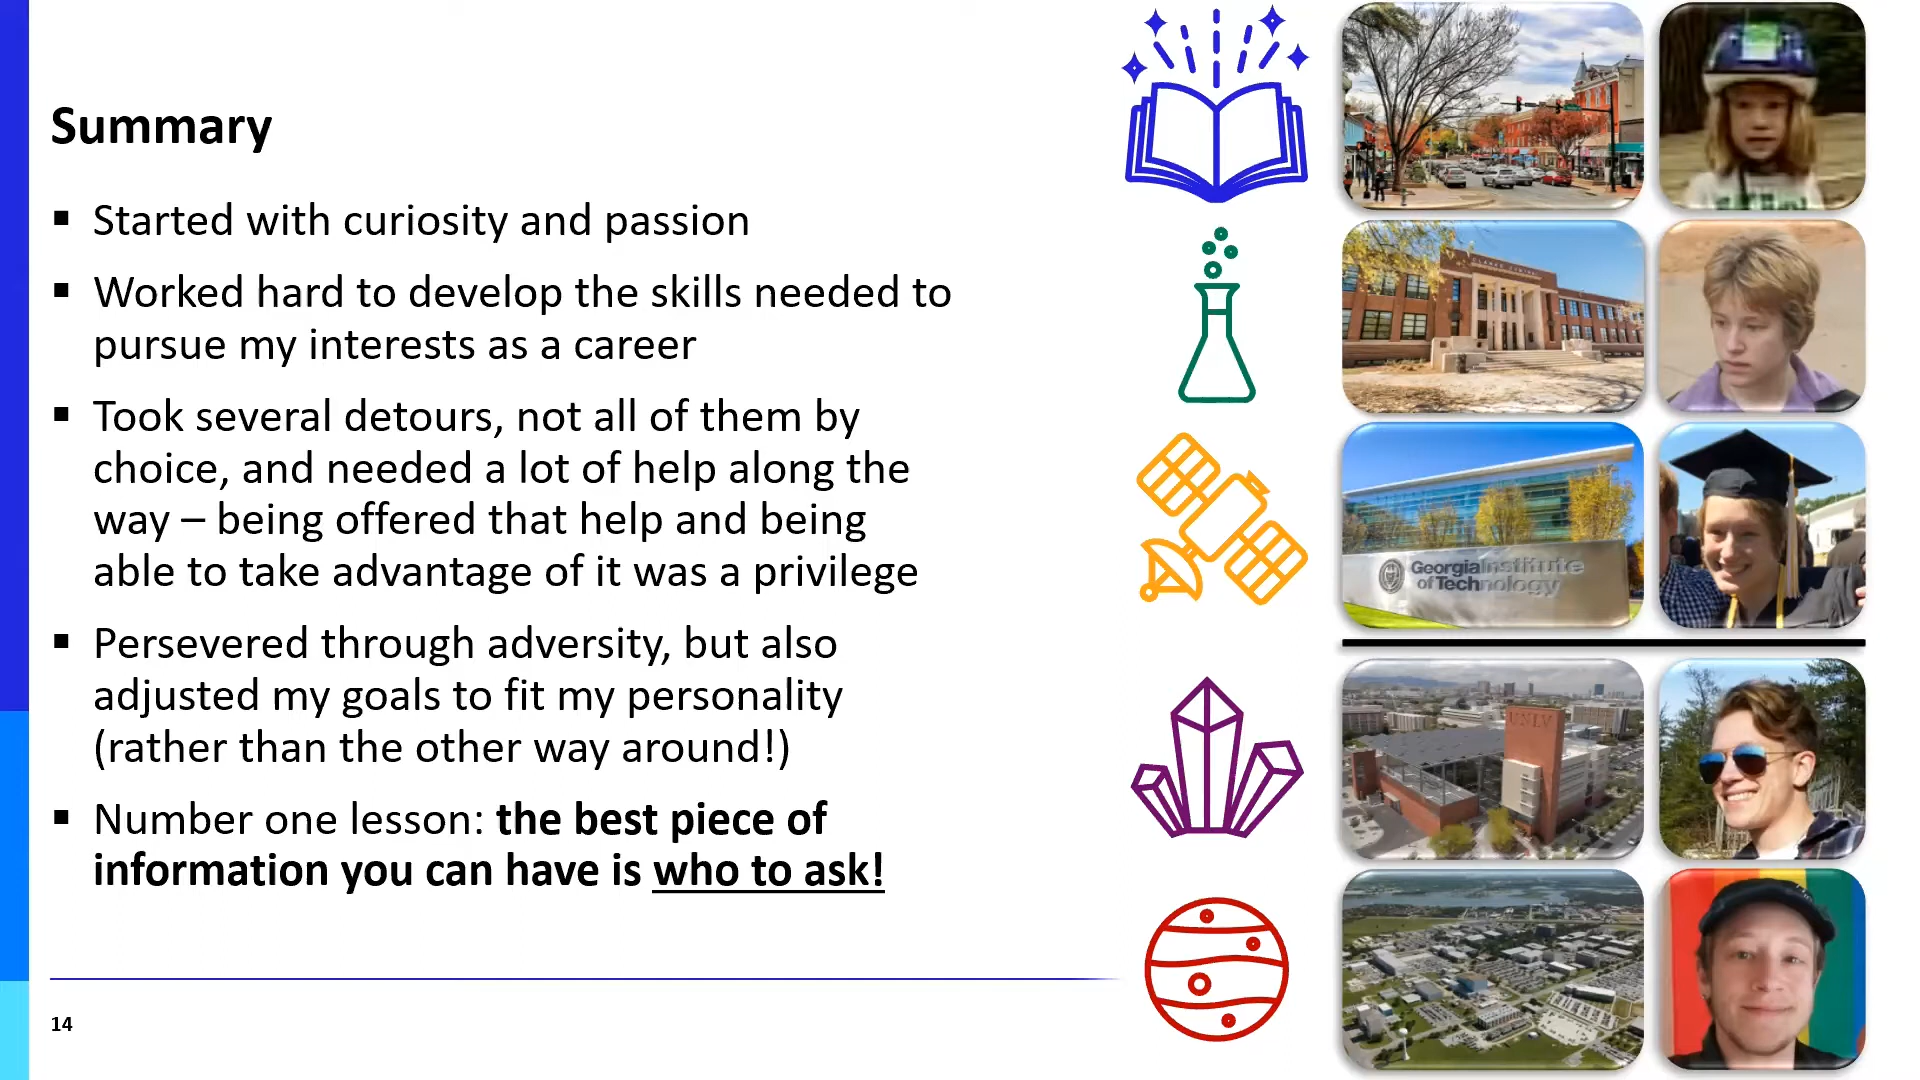 Summary
▪ Started with curiosity and passion
▪ Worked hard to develop the skills needed to
pursue my interests as a career
▪ Took several detours, not all of them by
choice, and needed a lot of help along the
way – being offered that help and being
able to take advantage of it was a privilege
▪ Persevered through adversity, but also
adjusted my goals to fit my personality
(rather than the other way around!)
▪ Number one lesson: the best piece of
information you can have is who to ask!
14
Georgia Institute
of Technology
UNLV